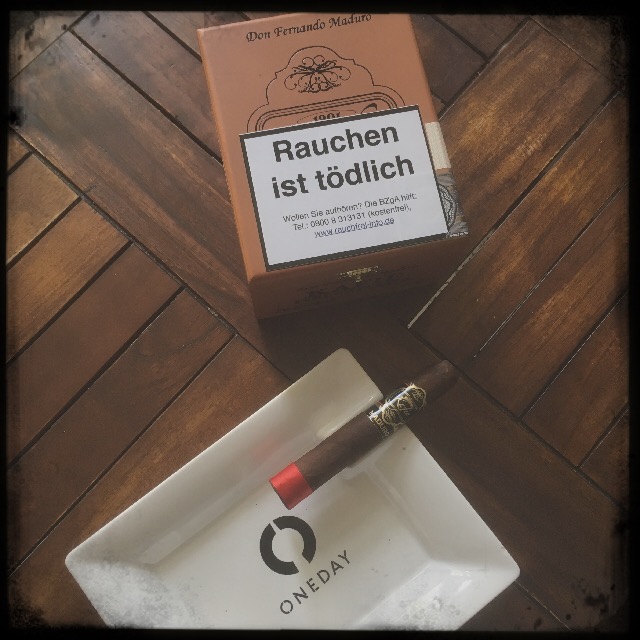 Don Fernando Maduro
1901
Rauchen
ist tödlich
Wollen Sie aufhören? Die BZgA hilft:
Tel.: 0800 8 313131 (kostenfrei),
www.rauchfrei-info.de
ONEDAY